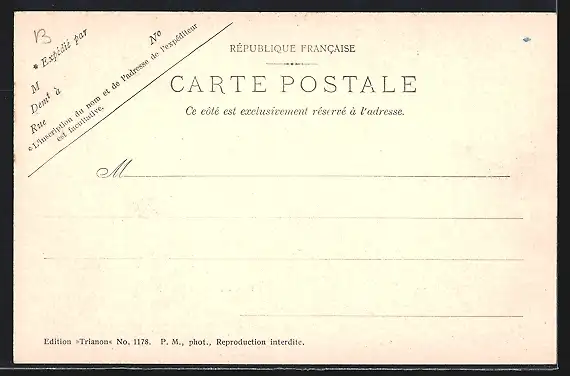 B
* Expédié par
M
Demt à
Rue
No
*L'inscription du nom et de l'adresse de l'expéditeur
est facultative.
RÉPUBLIQUE FRANÇAISE
CARTE POSTALE
Ce côté est exclusivement réservé à l'adresse.
M
Edition »Trianon« No. 1178. P. M., phot., Reproduction interdite.